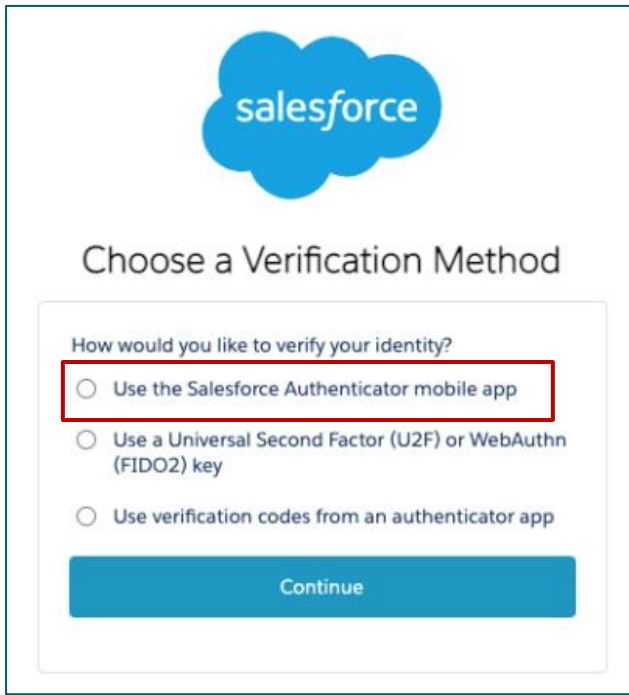 salesforce
Choose a Verification Method
How would you like to verify your identity?
Use the Salesforce Authenticator mobile app
Use a Universal Second Factor (U2F) or WebAuthn
(FIDO2) key
Use verification codes from an authenticator app
Continue